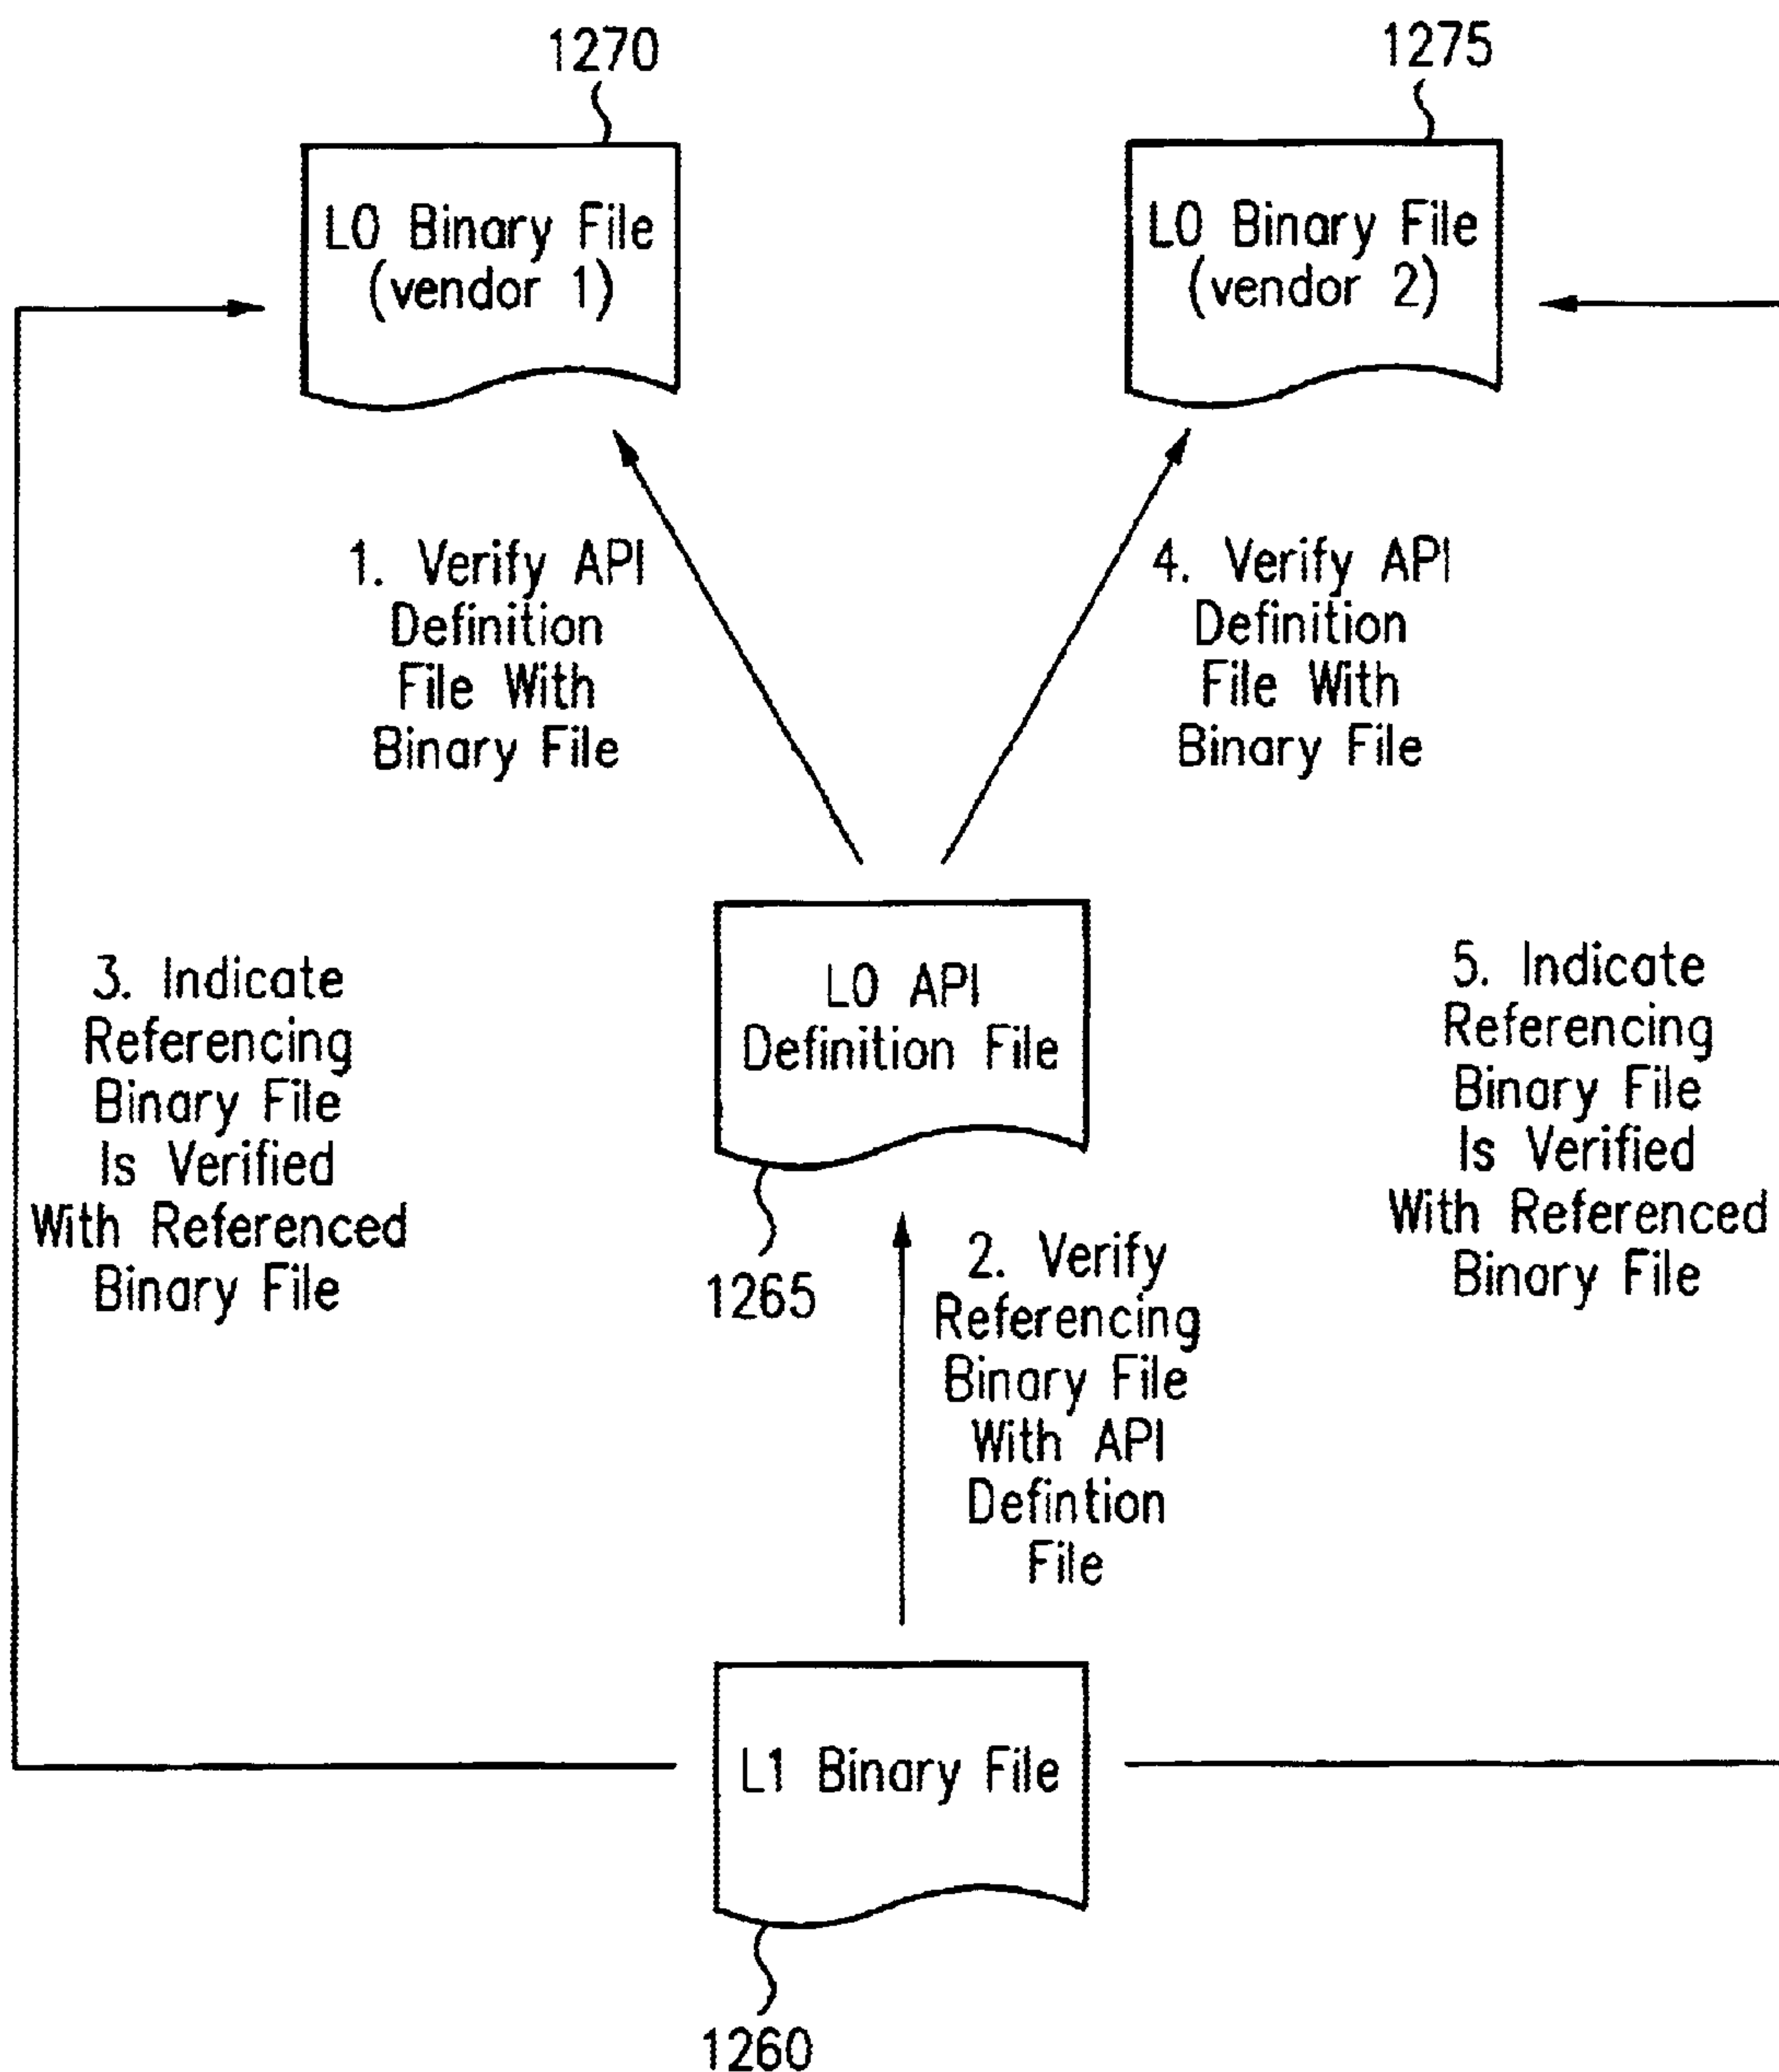 1270
1275
L0 Binary File
(vendor 1)
L0 Binary File
(vendor 2)
1. Verify API
Definition
File With
Binary File
4. Verify API
Definition
File With
Binary File
L0 API
Definition File
1265
3. Indicate
Referencing
Binary File
Is Verified
With Referenced
Binary File
5. Indicate
Referencing
Binary File
Is Verified
With Referenced
Binary File
2. Verify
Referencing
Binary File
With API
Defintion
File
L1 Binary File
1260